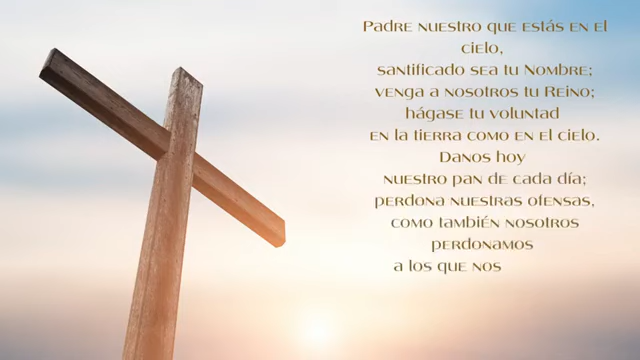 Padre nuestro que estás en el
cielo,
santificado sea tu Nombre;
venga a nosotros tu Reino;
hágase tu voluntad
en la tierra como en el cielo.
Danos hoy
nuestro pan de cada día;
perdona nuestras ofensas,
como también nosotros
perdonamos
a los que nos